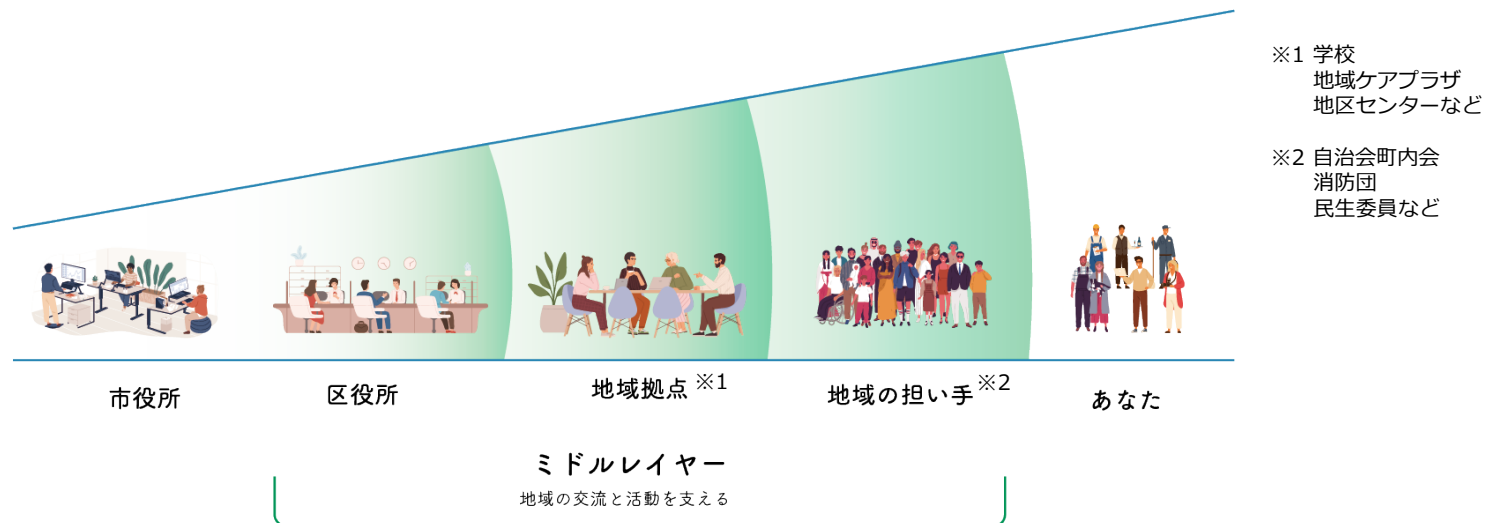 ※1 学校
地域ケアプラザ
地区センターなど
※2 自治会町内会
消防団
民生委員など
市役所
区役所
地域拠点 ※1
地域の担い手 ※2
あなた
ミドルレイヤー
地域の交流と活動を支える